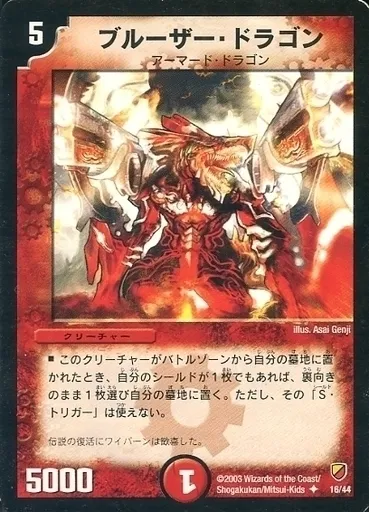 5
ブルーザー・ドラゴン
アーマード・ドラゴン
illus. Asai Genji
クリーチャー
■ このクリーチャーがバトルゾーンから自分の墓地に置
かれたとき、自分のシールドが1枚でもあれば、裏向き
のまま1枚選び自分の墓地に置く。ただし、その「S・
トリガー」は使えない。
伝説の復活にワイバーンは歓喜した。
5000
1
©2003 Wizards of the Coast/
Shogakukan/Mitsui-Kids
16/44